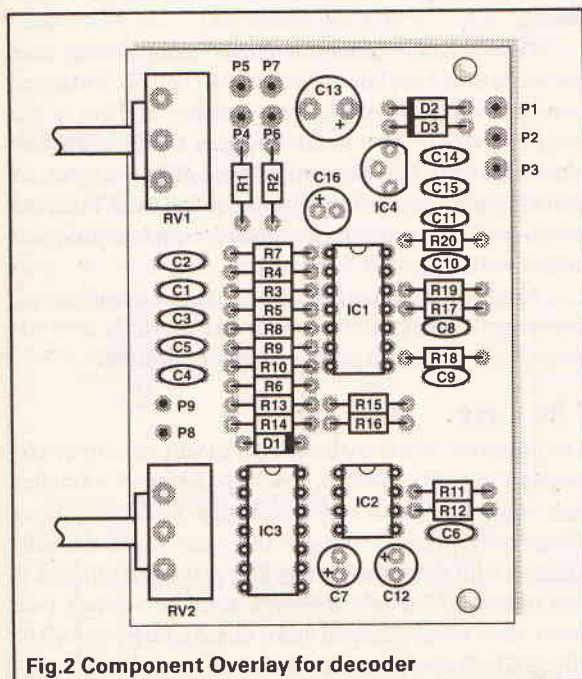 P5 P7
C13
D2
D3
P1
P2
P3
P4 P6
R1
R2
C14
C15
C16
IC4
C11
RV1
R20
C2
R7
C10
R4
C1
R3
IC1
R19
R5
R17
C3
R8
C8
R9
C5
R10
R18
C4
R6
C9
R13
R15
P9
R14
R16
P8
D1
IC3
IC2
R11
R12
C6
RV2
C7
C12
Fig.2 Component Overlay for decoder